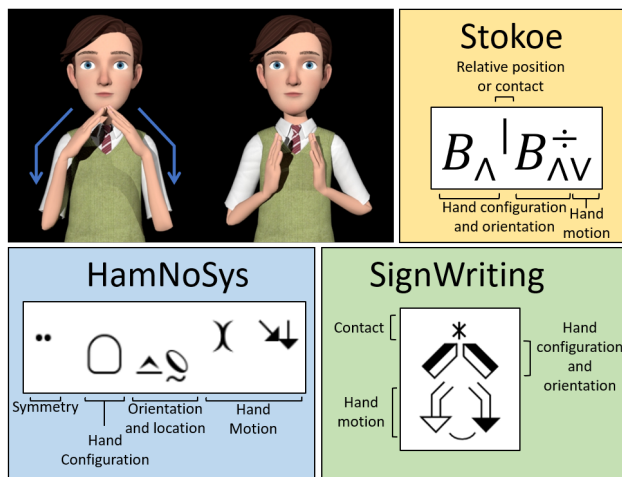 Stokoe
Relative position
or contact
B∧ | B∧∨÷
Hand configuration
and orientation
Hand
motion
HamNoSys
Symmetry
Hand
Configuration
Orientation
and location
Hand
Motion
SignWriting
Contact
Hand
motion
Hand
configuration
and
orientation